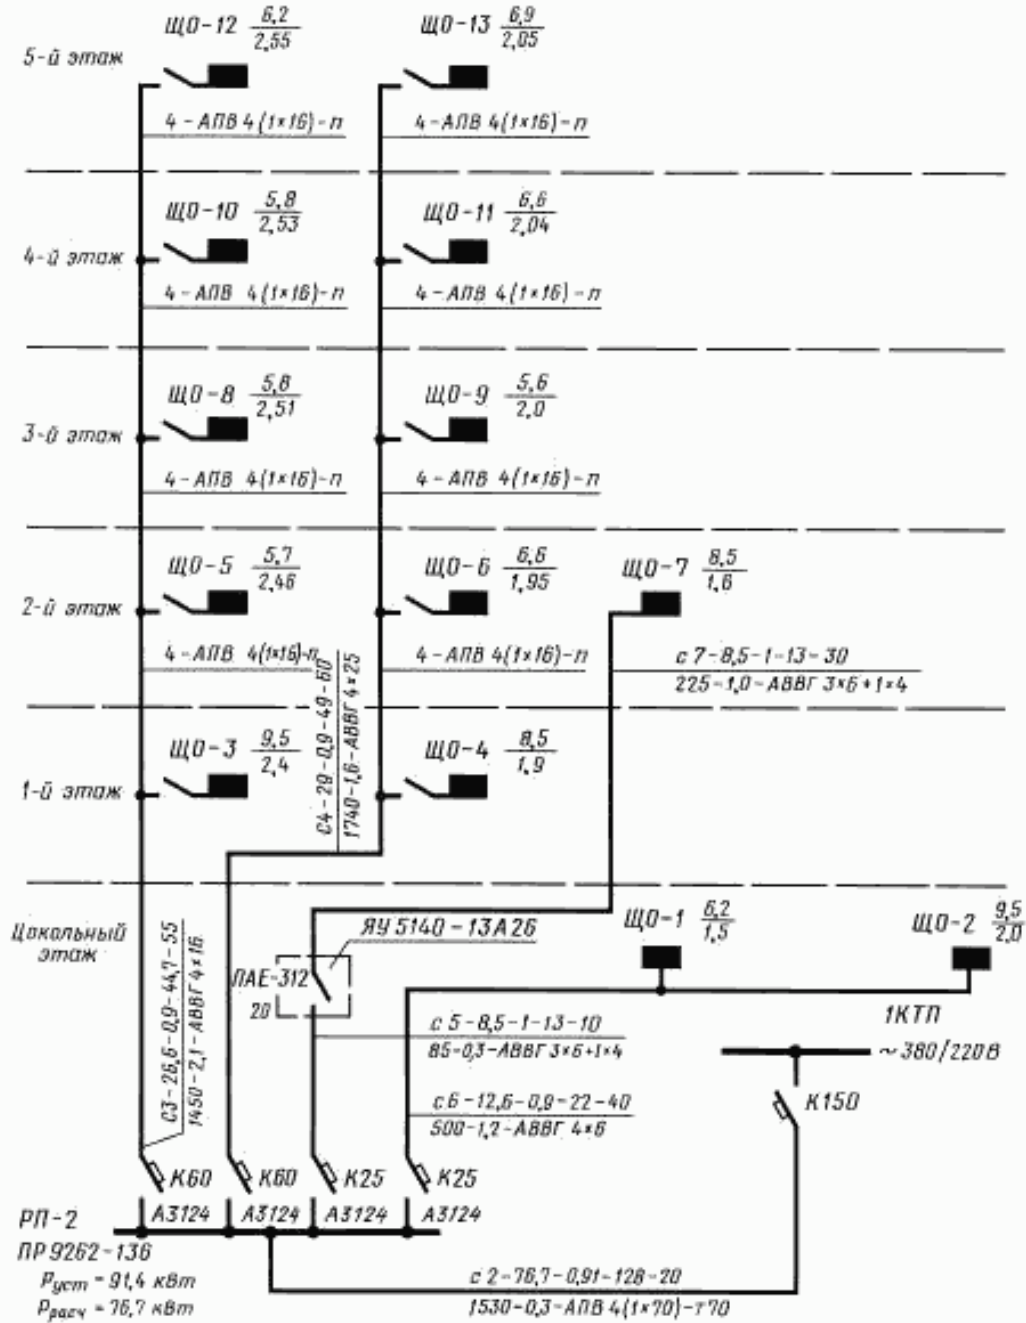 ЩО-12 6,2 / 2,55
ЩО-13 6,9 / 2,05
5-й этаж
4-АПВ 4(1×16)-п
4-АПВ 4(1×16)-п
ЩО-10 5,8 / 2,53
ЩО-11 6,6 / 2,04
4-й этаж
4-АПВ 4(1×16)-п
4-АПВ 4(1×16)-п
ЩО-8 5,8 / 2,51
ЩО-9 5,6 / 2,0
3-й этаж
4-АПВ 4(1×16)-п
4-АПВ 4(1×16)-п
ЩО-5 5,7 / 2,46
ЩО-6 6,6 / 1,95
ЩО-7 8,5 / 1,6
2-й этаж
4-АПВ 4(1×16)-п
4-АПВ 4(1×16)-п
с7-8,5-1-13-30
225-1,0-АВВГ 3×6+1×4
С4-29-0,9-49-60
1740-1,6-АВВГ 4×25
ЩО-3 9,5 / 2,4
ЩО-4 8,5 / 1,9
1-й этаж
Цокольный
этаж
ЯУ5140-13А26
ЩО-1 6,2 / 1,5
ЩО-2 9,5 / 2,0
С3-26,6-0,9-44,7-55
1450-2,1-АВВГ 4×16
ПАЕ-312
20
с5-8,5-1-13-10
85-0,3-АВВГ 3×6+1×4
1КТП
~380/220В
с6-12,6-0,9-22-40
500-1,2-АВВГ 4×6
К150
К60
К60
К25
К25
А3124
А3124
А3124
А3124
РП-2
ПР9262-136
Руст = 91,4 кВт
Ррасч = 76,7 кВт
с2-76,7-0,91-128-20
1530-0,3-АПВ 4(1×70)-т70